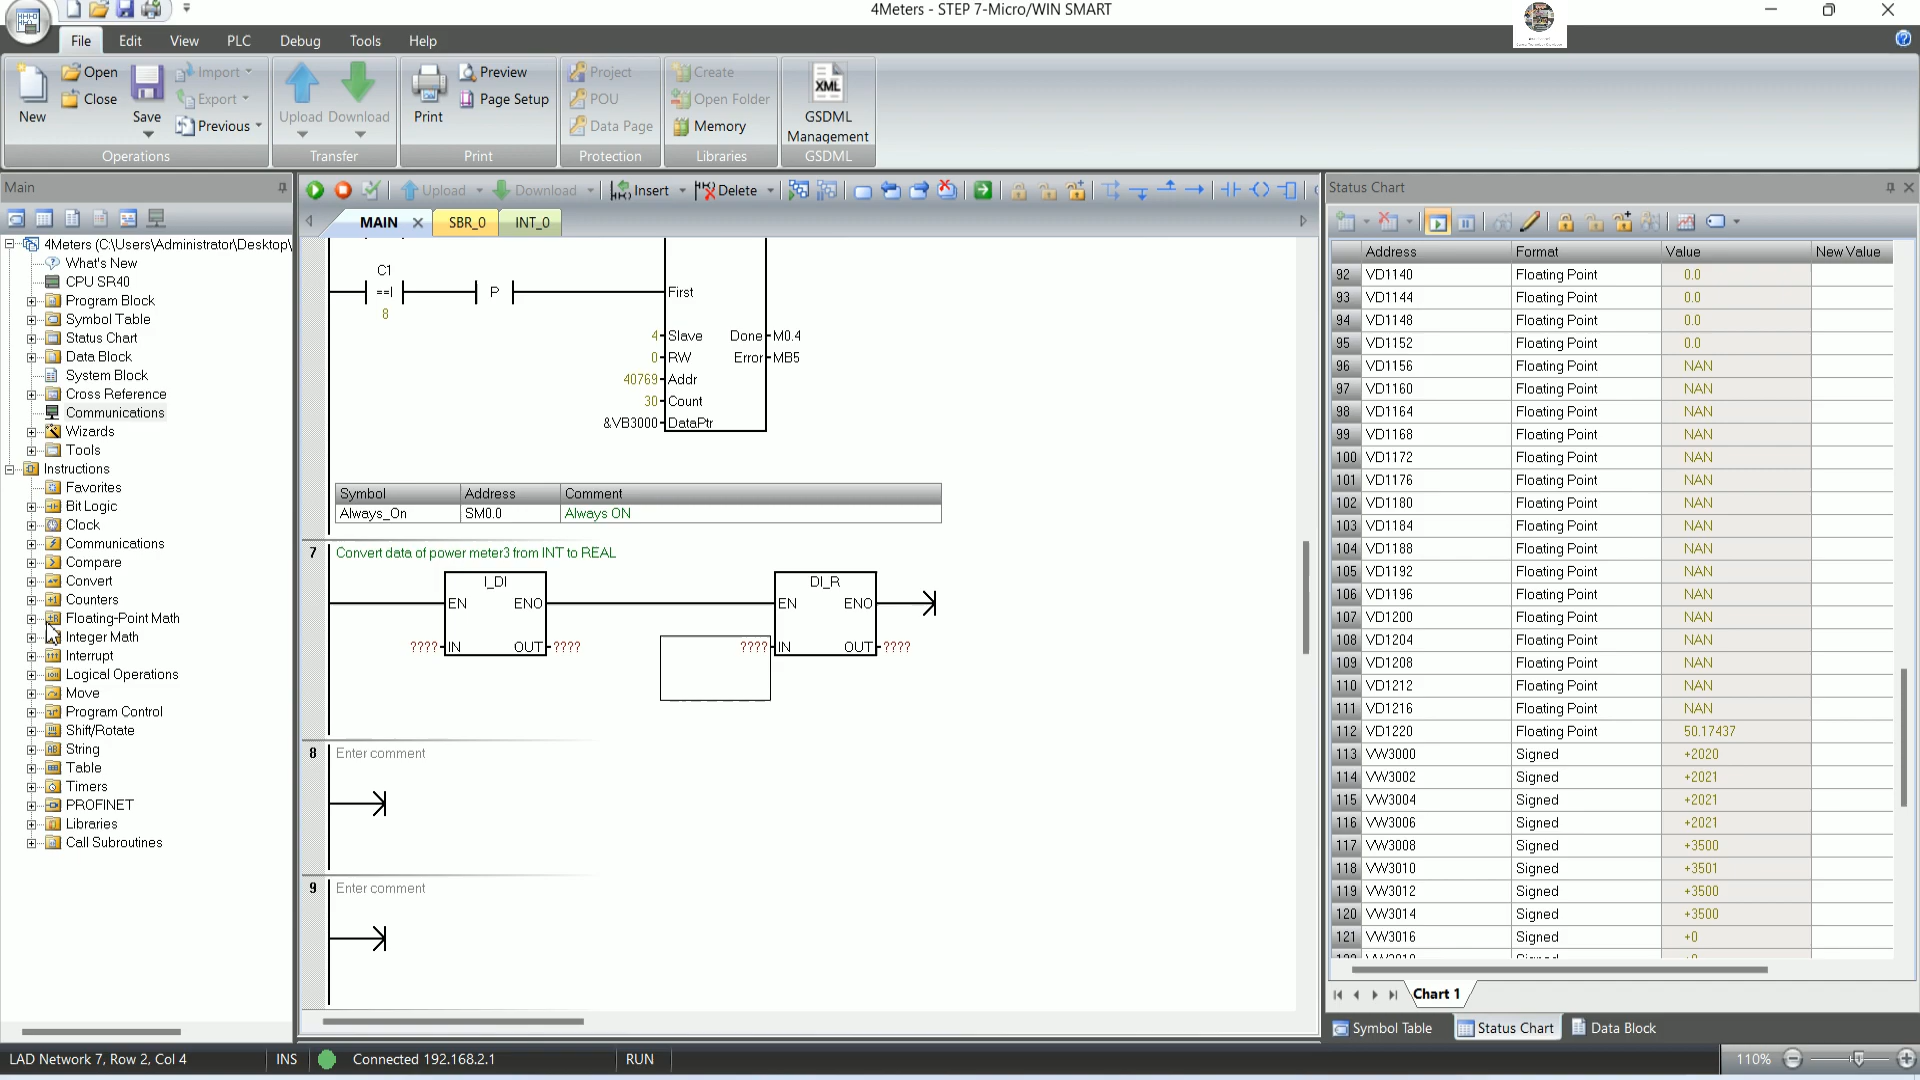 4Meters - STEP 7-Micro/WIN SMART
File Edit View PLC Debug Tools Help
New Open Close Save Import Export Previous
Upload Download
Print Preview Page Setup
Project POU Data Page
Create Open Folder Memory
GSDML Management
Operations Transfer Print Protection Libraries GSDML
Main
4Meters (C:\Users\Administrator\Desktop\
What's New
CPU SR40
Program Block
Symbol Table
Status Chart
Data Block
System Block
Cross Reference
Communications
Wizards
Tools
Instructions
Favorites
Bit Logic
Clock
Communications
Compare
Convert
Counters
Floating-Point Math
Integer Math
Interrupt
Logical Operations
Move
Program Control
Shift/Rotate
String
Table
Timers
PROFINET
Libraries
Call Subroutines
Upload Download Insert Delete
MAIN SBR_0 INT_0
C1
==I P First
8
4 Slave Done M0.4
0 RW Error MB5
40769 Addr
30 Count
&VB3000 DataPtr
Symbol Address Comment
Always_On SM0.0 Always ON
7 Convert data of power meter3 from INT to REAL
I_DI DI_R
EN ENO EN ENO
???? IN OUT ???? ???? IN OUT ????
8 Enter comment
9 Enter comment
Status Chart
Address Format Value New Value
92 VD1140 Floating Point 0.0
93 VD1144 Floating Point 0.0
94 VD1148 Floating Point 0.0
95 VD1152 Floating Point 0.0
96 VD1156 Floating Point NAN
97 VD1160 Floating Point NAN
98 VD1164 Floating Point NAN
99 VD1168 Floating Point NAN
100 VD1172 Floating Point NAN
101 VD1176 Floating Point NAN
102 VD1180 Floating Point NAN
103 VD1184 Floating Point NAN
104 VD1188 Floating Point NAN
105 VD1192 Floating Point NAN
106 VD1196 Floating Point NAN
107 VD1200 Floating Point NAN
108 VD1204 Floating Point NAN
109 VD1208 Floating Point NAN
110 VD1212 Floating Point NAN
111 VD1216 Floating Point NAN
112 VD1220 Floating Point 50.17437
113 VW3000 Signed +2020
114 VW3002 Signed +2021
115 VW3004 Signed +2021
116 VW3006 Signed +2021
117 VW3008 Signed +3500
118 VW3010 Signed +3501
119 VW3012 Signed +3500
120 VW3014 Signed +3500
121 VW3016 Signed +0
Chart 1
Symbol Table Status Chart Data Block
LAD Network 7, Row 2, Col 4 INS Connected 192.168.2.1 RUN 110%